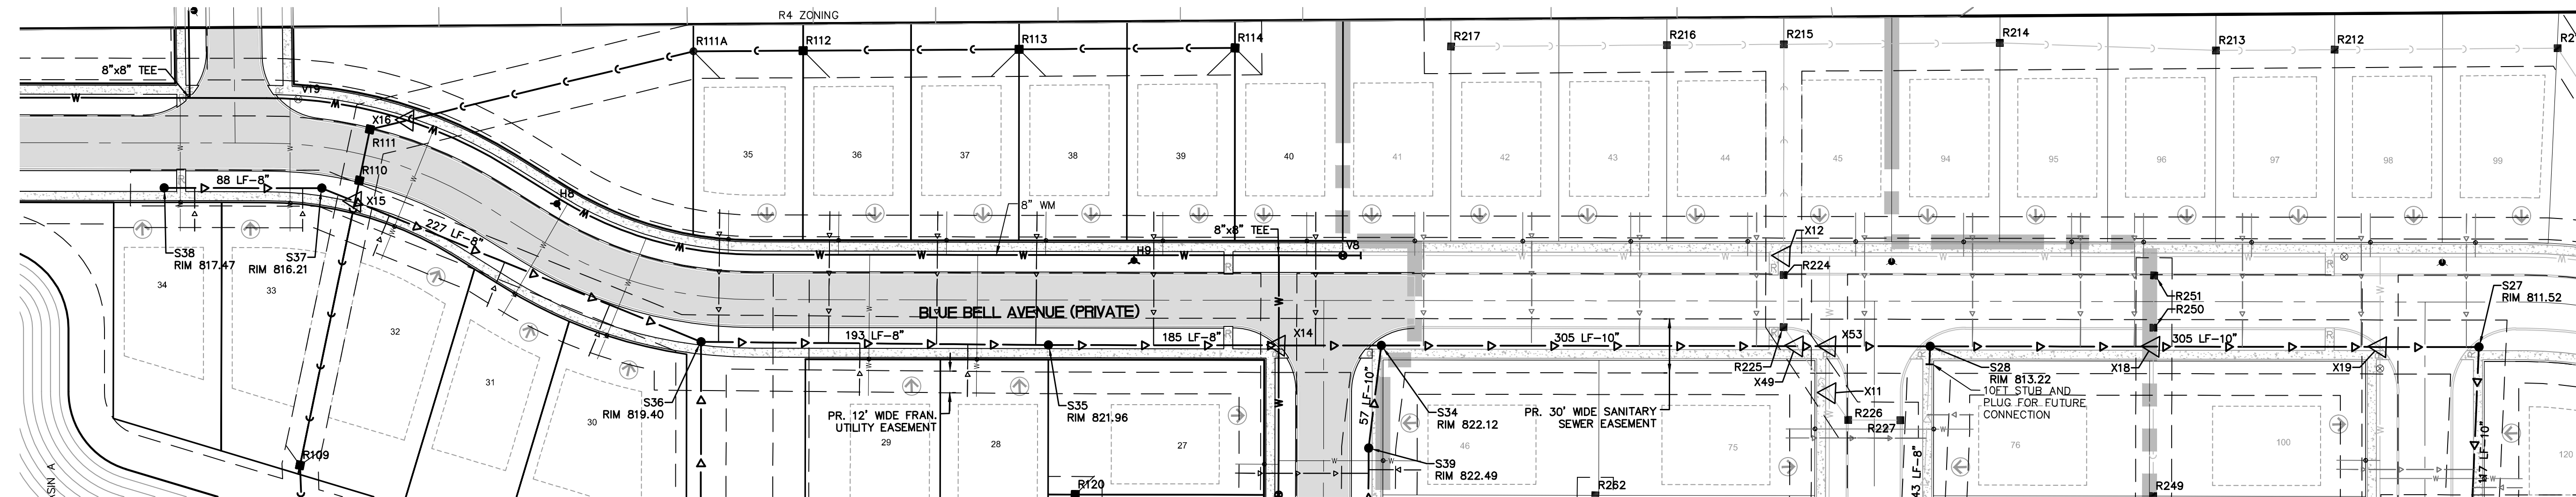 R4 ZONING
R111A
R112
R113
R114
R217
R216
R215
R214
R213
R212
8"x8" TEE
V19
W
W
X16
W
R111
R110
88 LF-8"
X15
H8
W
227 LF-8"
35
36
37
38
39
40
41
42
43
44
45
94
95
96
97
98
99
8" WM
8"x8" TEE
V8
X12
W
W
H9
W
R224
S38
RIM 817.47
S37
RIM 816.21
34
33
32
31
30
BLUE BELL AVENUE (PRIVATE)
R251
R250
S27
RIM 811.52
193 LF-8"
185 LF-8"
X14
305 LF-10"
X53
305 LF-10"
R225
X49
X11
S28
RIM 813.22
10FT STUB AND
PLUG FOR FUTURE
CONNECTION
X18
X19
S36
RIM 819.40
PR. 12' WIDE FRAN.
UTILITY EASEMENT
S35
RIM 821.96
57 LF-10"
S34
RIM 822.12
PR. 30' WIDE SANITARY
SEWER EASEMENT
R226
R227
29
28
27
46
75
76
100
120
S39
RIM 822.49
R109
R120
R262
R249
43 LF-8"
117 LF-10"